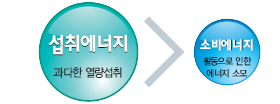 섭취에너지
과다한 열량섭취
소비에너지
활동으로 인한
에너지 소모